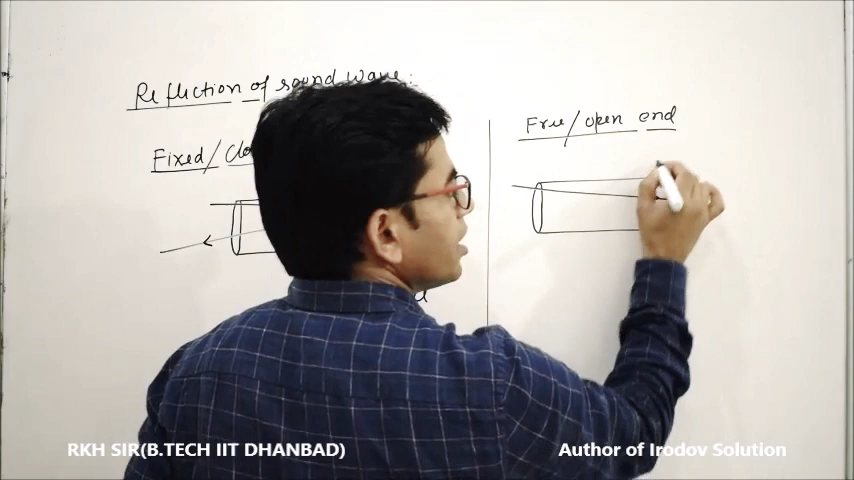 Reflection of sound wave:
Fixed/
Free/open end
RKH SIR(B.TECH IIT DHANBAD)
Author of Irodov Solution